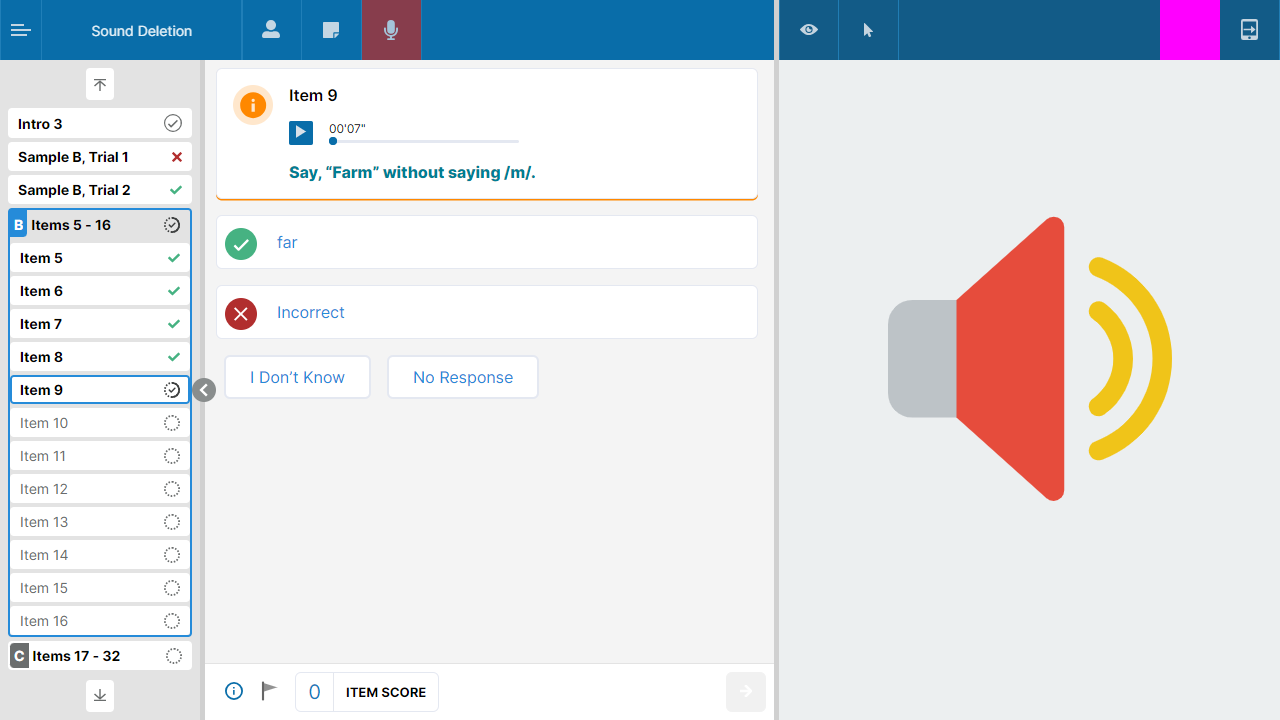 Sound Deletion
Intro 3
Sample B, Trial 1
Sample B, Trial 2
B Items 5 - 16
Item 5
Item 6
Item 7
Item 8
Item 9
Item 10
Item 11
Item 12
Item 13
Item 14
Item 15
Item 16
C Items 17 - 32
Item 9
00'07"
Say, “Farm” without saying /m/.
far
Incorrect
I Don’t Know
No Response
0 ITEM SCORE